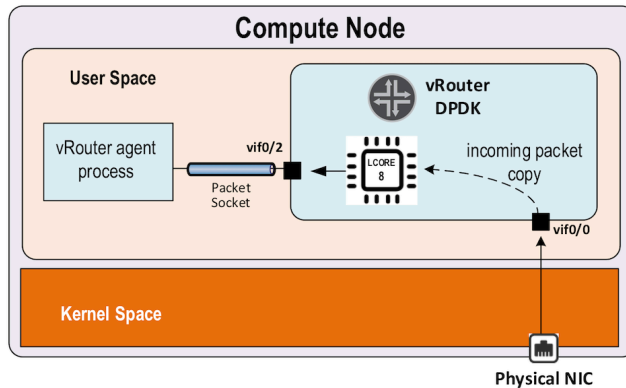 Compute Node
User Space
vRouter
DPDK
vif0/2
vRouter agent
process
LCORE
8
incoming packet
copy
Packet
Socket
vif0/0
Kernel Space
Physical NIC